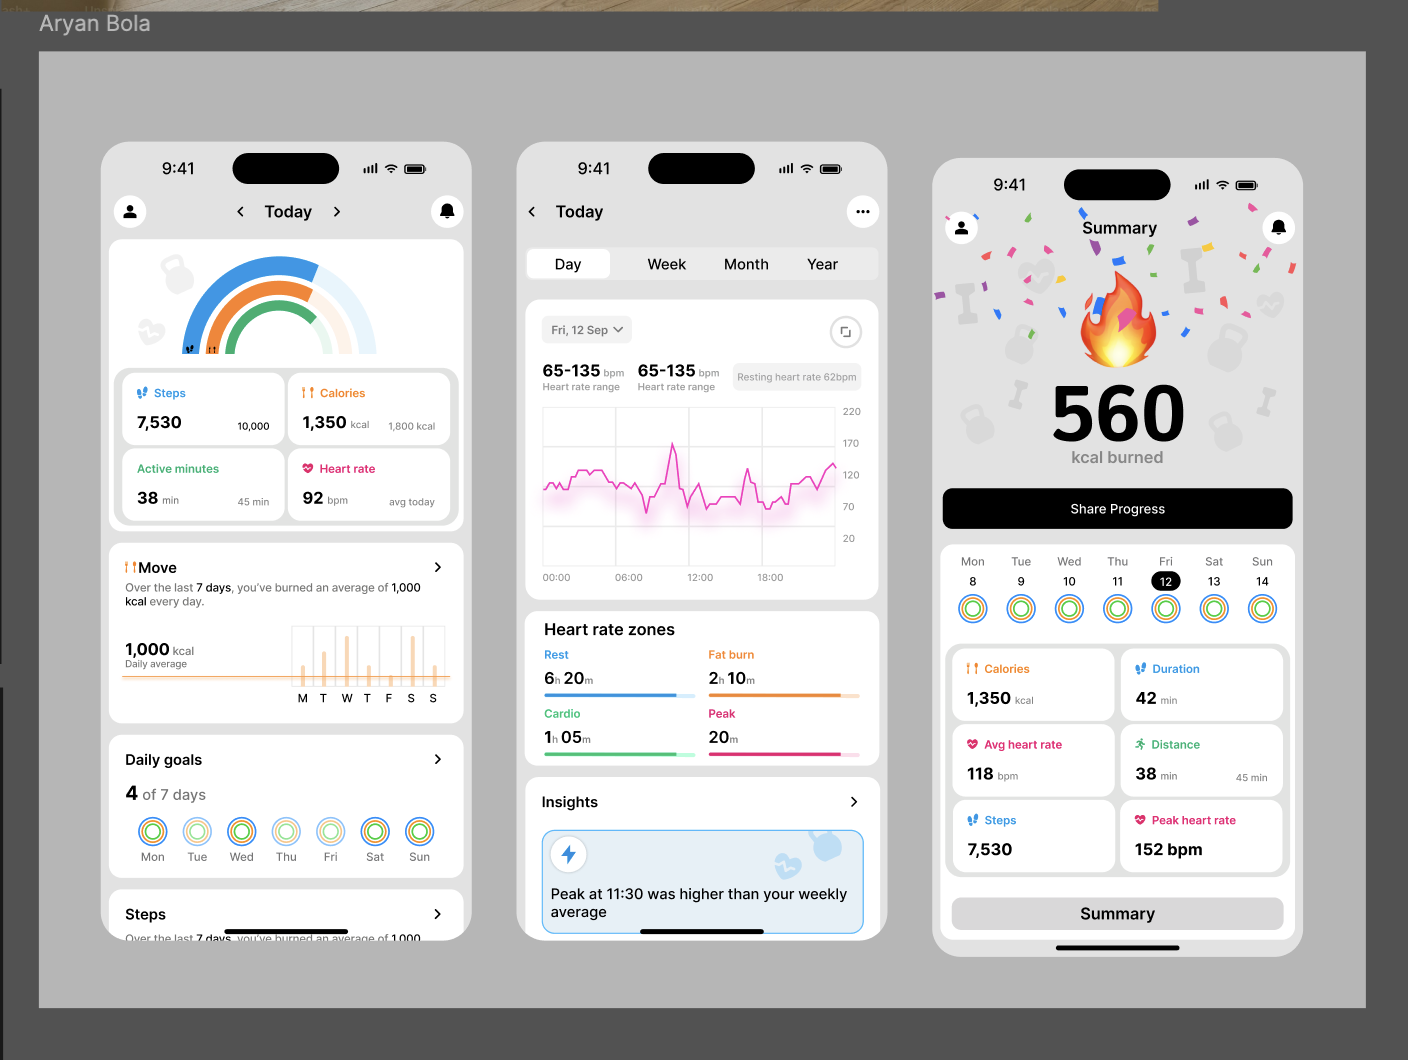 Aryan Bola
9:41
Today
Steps
7,530
10,000
Calories
1,350 kcal
1,800 kcal
Active minutes
38 min
45 min
Heart rate
92 bpm
avg today
Move
Over the last 7 days, you've burned an average of 1,000
kcal every day.
1,000 kcal
Daily average
M T W T F S S
Daily goals
4 of 7 days
Mon Tue Wed Thu Fri Sat Sun
Steps
Over the last 7 days, you've burned an average of 1,000
9:41
Today
Day Week Month Year
Fri, 12 Sep
65-135 bpm
Heart rate range
65-135 bpm
Heart rate range
Resting heart rate 62bpm
220
170
120
70
20
00:00 06:00 12:00 18:00
Heart rate zones
Rest
6h 20m
Fat burn
2h 10m
Cardio
1h 05m
Peak
20m
Insights
Peak at 11:30 was higher than your weekly
average
9:41
Summary
560
kcal burned
Share Progress
Mon Tue Wed Thu Fri Sat Sun
8 9 10 11 12 13 14
Calories
1,350 kcal
Duration
42 min
Avg heart rate
118 bpm
Distance
38 min
45 min
Steps
7,530
Peak heart rate
152 bpm
Summary